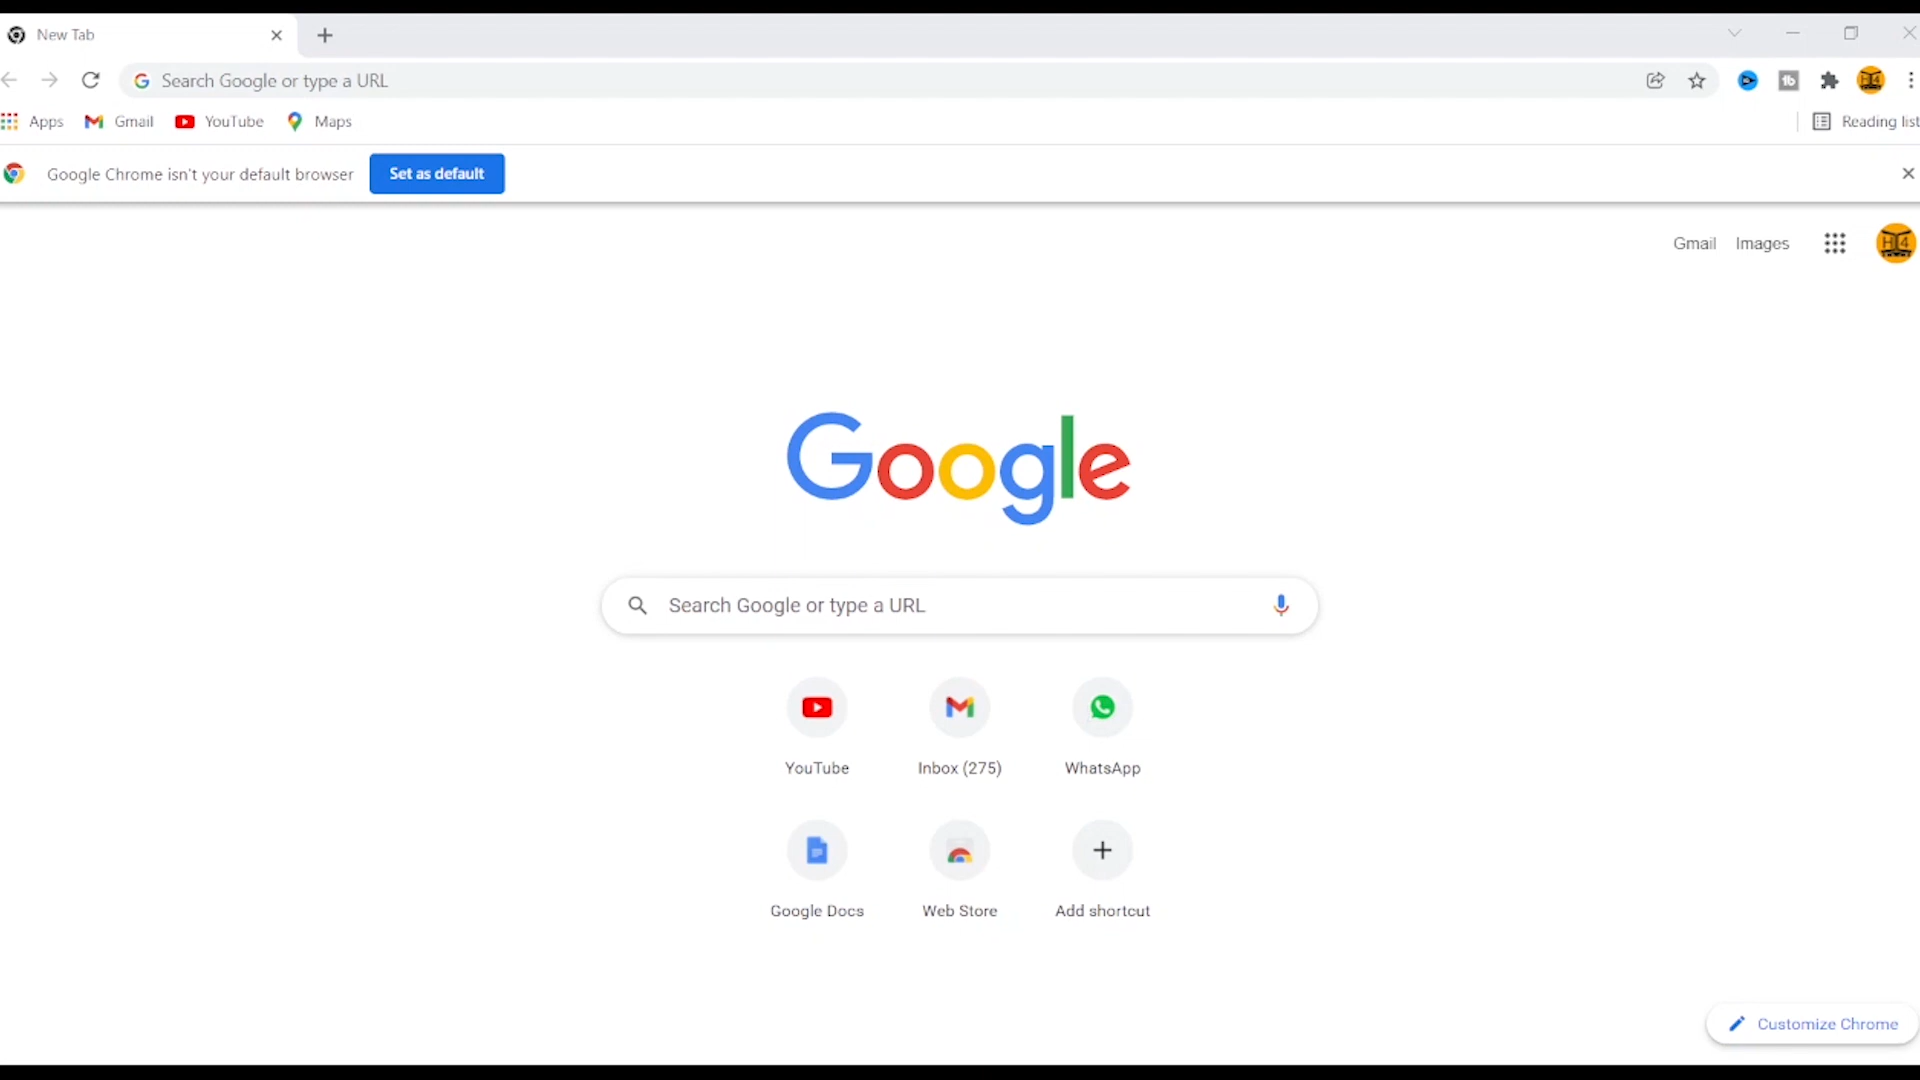 New Tab
Search Google or type a URL
Apps
Gmail
YouTube
Maps
Reading list
Google Chrome isn't your default browser
Set as default
Gmail
Images
Google
Search Google or type a URL
YouTube
Inbox (275)
WhatsApp
Google Docs
Web Store
Add shortcut
Customize Chrome